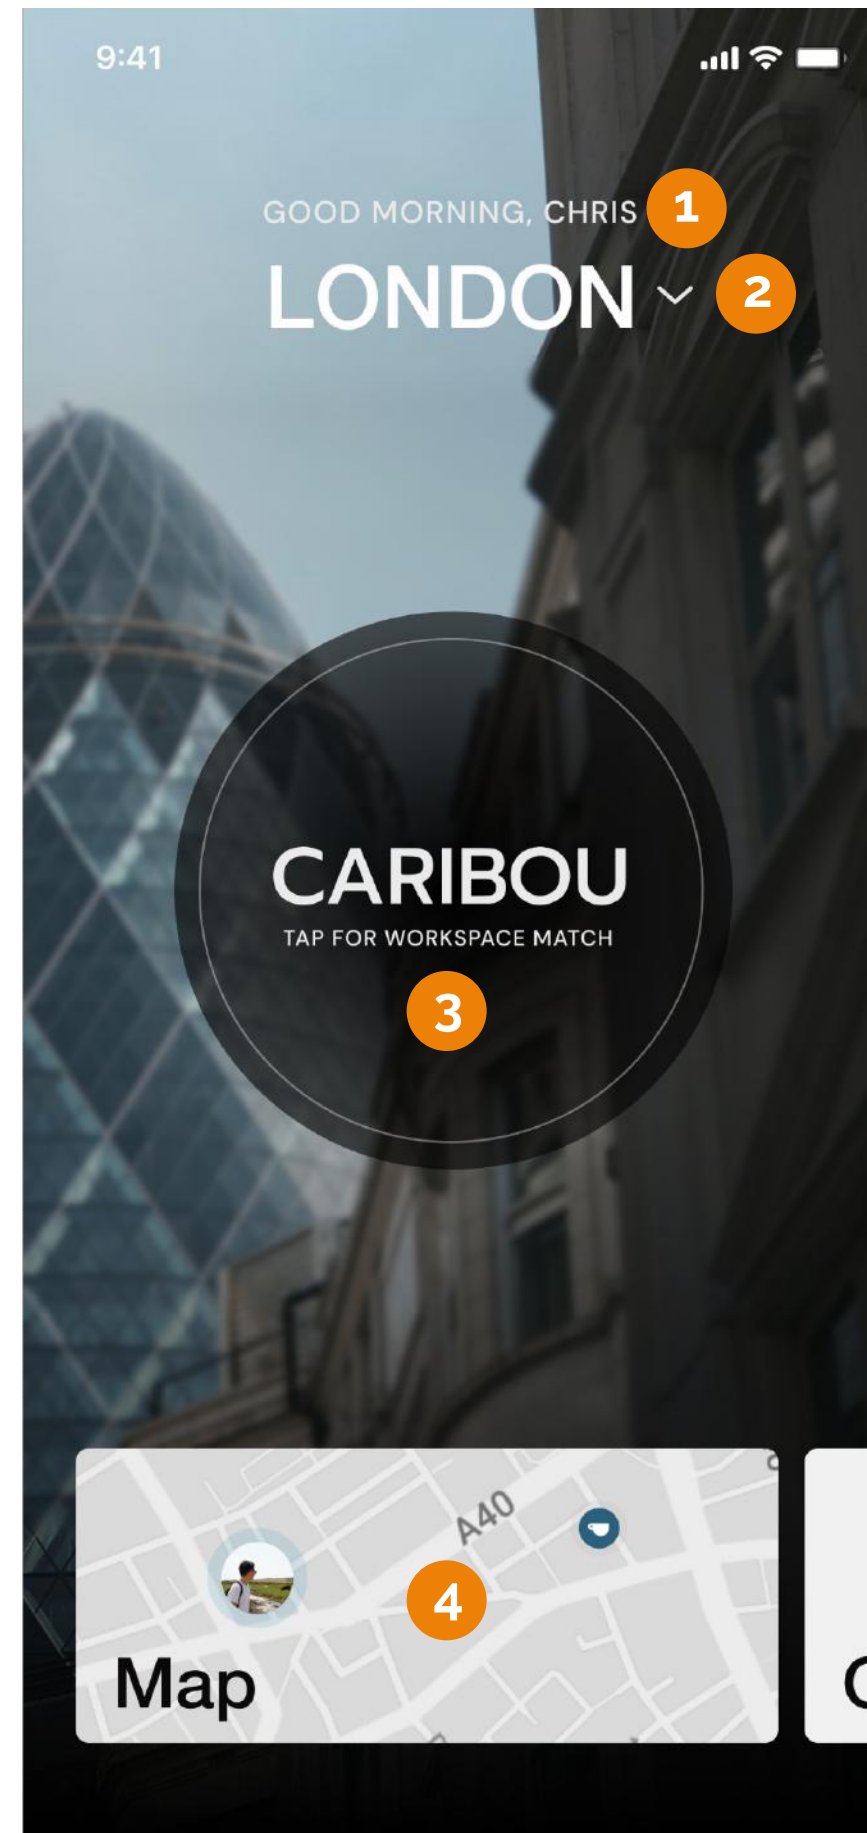 9:41
GOOD MORNING, CHRIS 1
LONDON 2
CARIBOU
TAP FOR WORKSPACE MATCH
3
A40
4
Map